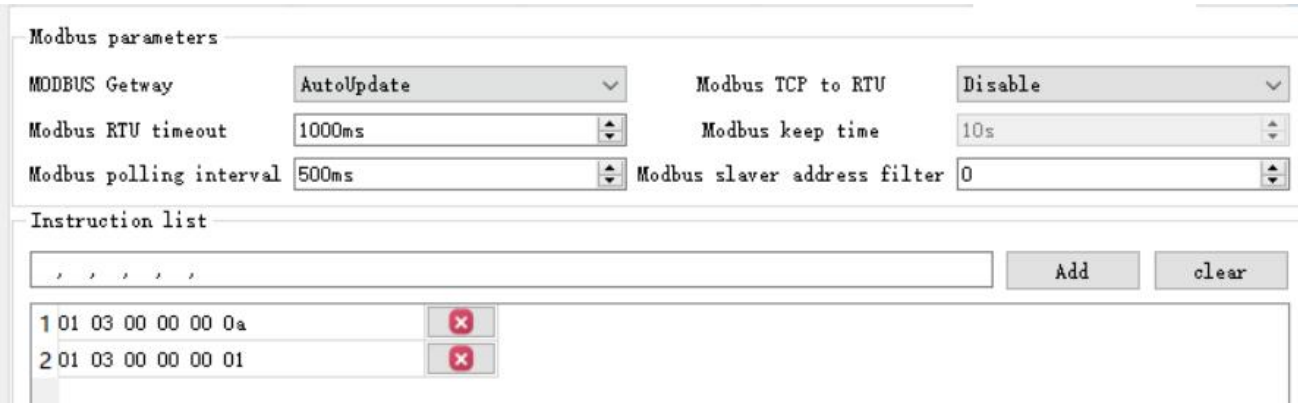 Modbus parameters
MODBUS Getway AutoUpdate Modbus TCP to RTU Disable
Modbus RTU timeout 1000ms Modbus keep time 10s
Modbus polling interval 500ms Modbus slaver address filter 0
Instruction list
, , , , , Add clear
1 01 03 00 00 00 0a
2 01 03 00 00 00 01